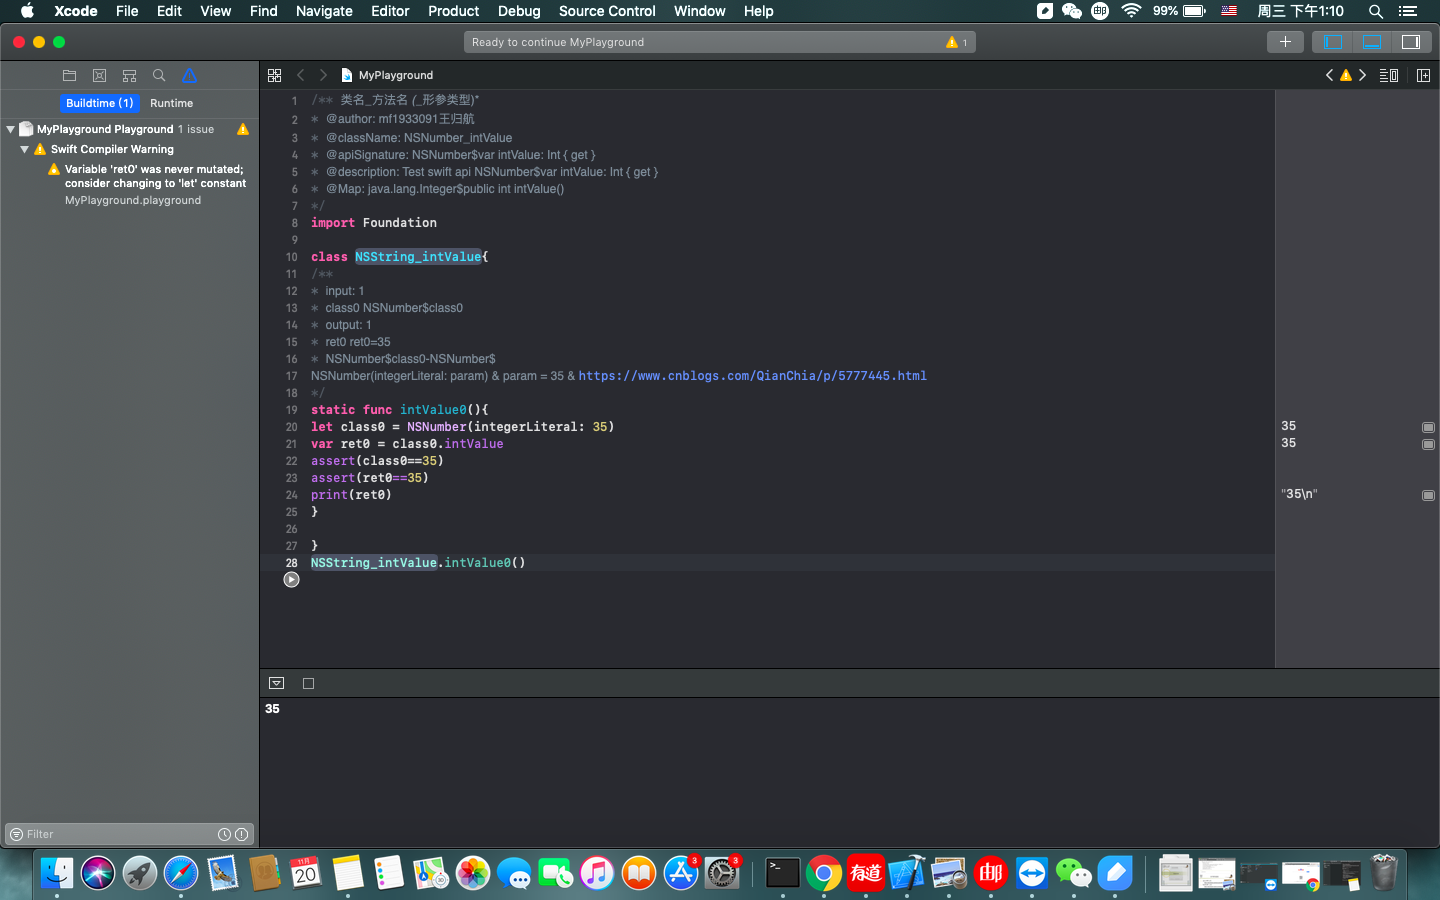 Xcode File Edit View Find Navigate Editor Product Debug Source Control Window Help 99% 周三 下午1:10
Ready to continue MyPlayground 1
MyPlayground
Buildtime (1) Runtime
MyPlayground Playground 1 issue
Swift Compiler Warning
Variable 'ret0' was never mutated;
consider changing to 'let' constant
MyPlayground.playground
Filter
1 /** 类名_方法名 (_形参类型)*
2 * @author: mf1933091王归航
3 * @className: NSNumber_intValue
4 * @apiSignature: NSNumber$var intValue: Int { get }
5 * @description: Test swift api NSNumber$var intValue: Int { get }
6 * @Map: java.lang.Integer$public int intValue()
7 */
8 import Foundation
9
10 class NSString_intValue{
11 /**
12 * input: 1
13 * class0 NSNumber$class0
14 * output: 1
15 * ret0 ret0=35
16 * NSNumber$class0-NSNumber$
17 NSNumber(integerLiteral: param) & param = 35 & https://www.cnblogs.com/QianChia/p/5777445.html
18 */
19 static func intValue0(){
20 let class0 = NSNumber(integerLiteral: 35)
21 var ret0 = class0.intValue
22 assert(class0==35)
23 assert(ret0==35)
24 print(ret0)
25 }
26
27 }
28 NSString_intValue.intValue0()
35
35
"35\n"
35
11月
20
30
3
3
>_
有道
邮